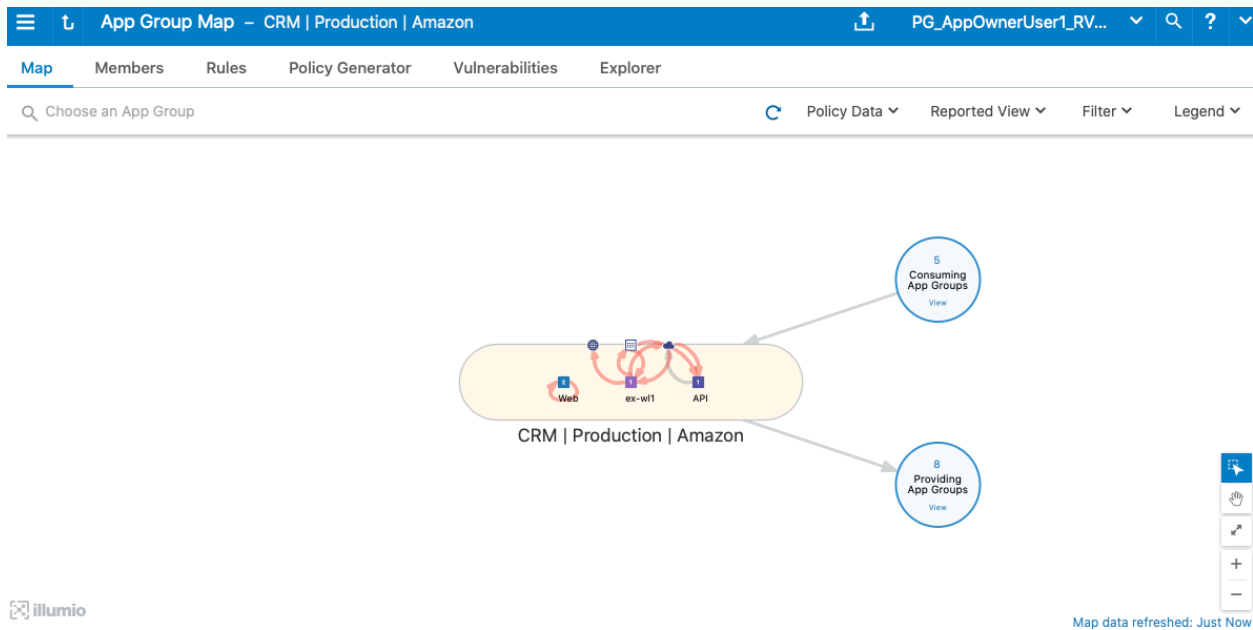 App Group Map – CRM | Production | Amazon
PG_AppOwnerUser1_RV...
?
Map Members Rules Policy Generator Vulnerabilities Explorer
Choose an App Group
Policy Data
Reported View
Filter
Legend
5
Consuming
App Groups
View
2
Web
1
ex-wl1
1
API
CRM | Production | Amazon
8
Providing
App Groups
View
+
−
illumio
Map data refreshed: Just Now